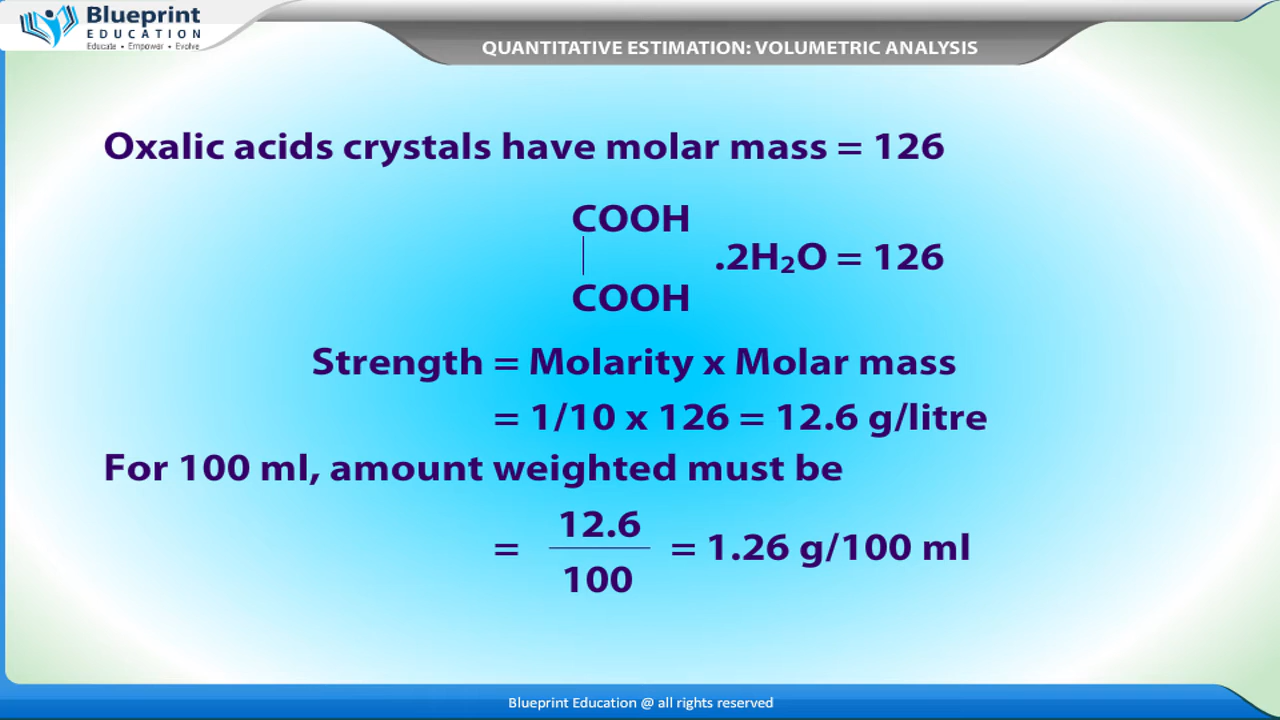 Blueprint
EDUCATION
Educate • Empower • Evolve
QUANTITATIVE ESTIMATION: VOLUMETRIC ANALYSIS
Oxalic acids crystals have molar mass = 126
COOH
.2H₂O = 126
COOH
Strength = Molarity x Molar mass
= 1/10 x 126 = 12.6 g/litre
For 100 ml, amount weighted must be
= 12.6 / 100 = 1.26 g/100 ml
Blueprint Education @ all rights reserved